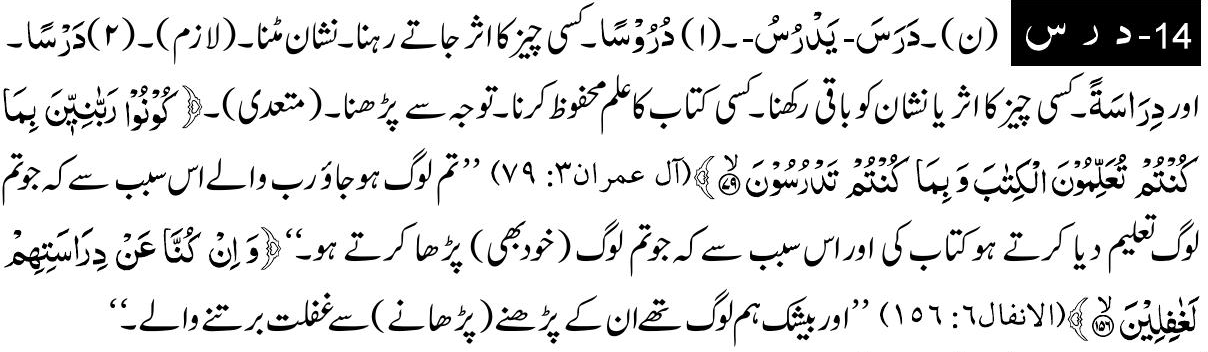 14- د ر س (ن)۔دَرَسَ- یَدْرُسُ-۔(۱) دُرُوْسًا۔کسی چیز کا اثر جاتے رہنا۔نشان مٹنا۔(لازم)۔(۲)دَرْسًا۔
اور دِرَاسَةً۔کسی چیز کا اثر یا نشان کو باقی رکھنا۔کسی کتاب کا علم محفوظ کرنا۔توجہ سے پڑھنا۔(متعدی)۔﴿ كُوْنُوْا رَبّٰنِيّٖنَ بِمَا
كُنْتُمْ تُعَلِّمُوْنَ الْكِتٰبَ وَ بِمَا كُنْتُمْ تَدْرُسُوْنَ ۙ۷۹ ﴾(آل عمران۳: ۷۹) ”تم لوگ ہو جاؤ رب والے اس سبب سے کہ جو تم
لوگ تعلیم دیا کرتے ہو کتاب کی اور اس سبب سے کہ جو تم لوگ (خود بھی) پڑھا کرتے ہو۔“﴿وَ اِنْ كُنَّا عَنْ دِرَاسَتِهِمْ
لَغٰفِلِيْنَ ۙ۱۵۶ ﴾(الانفال۶: ۱۵۶) ”اور بیشک ہم لوگ تھے ان کے پڑھنے (پڑھانے) سے غفلت برتنے والے۔“